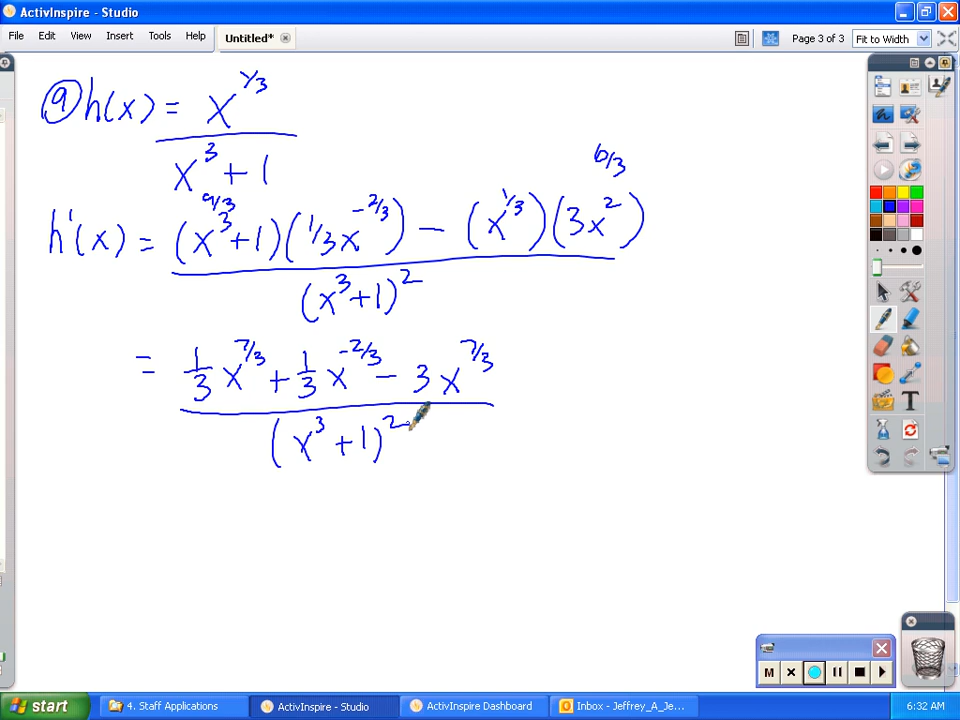 ActivInspire - Studio
File Edit View Insert Tools Help Untitled* Page 3 of 3 Fit to Width
⑨ h(x) = x^1/3
x^3 + 1
9/3 6/3
h'(x) = (x^3 + 1)(1/3 x^-2/3) - (x^1/3)(3x^2)
(x^3 + 1)^2
= 1/3 x^7/3 + 1/3 x^-2/3 - 3x^7/3
(x^3 + 1)^2
T
M
start 4. Staff Applications ActivInspire - Studio ActivInspire Dashboard Inbox - Jeffrey_A_Je... 6:32 AM